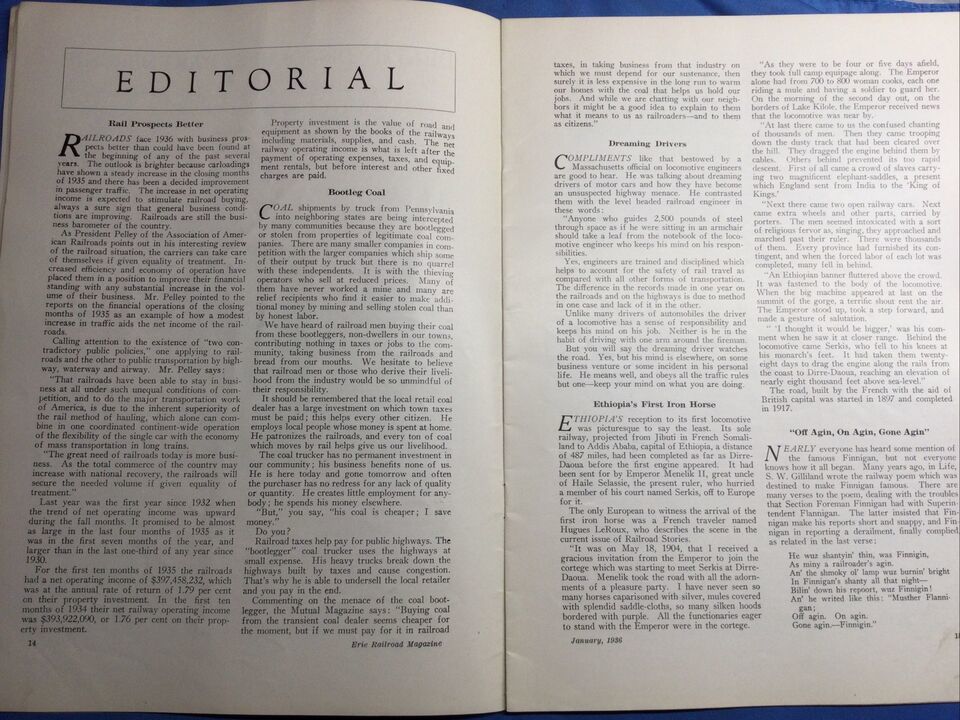 EDITORIAL
Rail Prospects Better
RAILROADS face 1936 with business pros-
pects better than could have been found at
the beginning of any of the past several
years. The outlook is brighter because carloadings
have shown a steady increase in the closing months
of 1935 and there has been a decided improvement
in passenger traffic. The increase in net operating
income is expected to stimulate railroad buying,
always a sure sign that general business condi-
tions are improving. Railroads are still the busi-
ness barometer of the country.
As President Pelley of the Association of Amer-
ican Railroads points out in his interesting review
of the railroad situation, the carriers can take care
of themselves if given equality of treatment. In-
creased efficiency and economy of operation have
placed them in a position to improve their financial
standing with any substantial increase in the vol-
ume of their business. Mr. Pelley pointed to the
reports on the financial operations of the closing
months of 1935 as an example of how a modest
increase in traffic aids the net income of the rail-
roads.
Calling attention to the existence of "two con-
tradictory public policies," one applying to rail-
roads and the other to public transportation by high-
way, waterway and airway. Mr. Pelley says:
"That railroads have been able to stay in busi-
ness at all under such unequal conditions of com-
petition, and to do the major transportation work
of America, is due to the inherent superiority of
the rail method of hauling, which alone can com-
bine in one coordinated continent-wide operation
of the flexibility of the single car with the economy
of mass transportation in long trains.
"The great need of railroads today is more busi-
ness. As the total commerce of the country may
increase with national recovery, the railroads will
secure the needed volume if given equality of
treatment."
Last year was the first year since 1932 when
the trend of net operating income was upward
during the fall months. It promised to be almost
as large in the last four months of 1935 as it
was in the first seven months of the year, and
larger than in the last one-third of any year since
1930.
For the first ten months of 1935 the railroads
had a net operating income of $397,458,232, which
was at the annual rate of return of 1.79 per cent
on their property investment. In the first ten
months of 1934 their net railway operating income
was $393,922,090, or 1.76 per cent on their prop-
erty investment.
Property investment is the value of road and
equipment as shown by the books of the railways
including materials, supplies, and cash. The net
railway operating income is what is left after the
payment of operating expenses, taxes, and equip-
ment rentals, but before interest and other fixed
charges are paid.
Bootleg Coal
COAL shipments by truck from Pennsylvania
into neighboring states are being intercepted
by many communities because they are bootlegged
or stolen from properties of legitimate coal com-
panies. There are many smaller companies in com-
petition with the larger companies which ship some
of their output by truck but there is no quarrel
with these independents. It is with the thieving
operators who sell at reduced prices. Many of
them have never worked a mine and many are
relief recipients who find it easier to make addi-
tional money by mining and selling stolen coal than
by honest labor.
We have heard of railroad men buying their coal
from these bootleggers, non-dwellers in our towns,
contributing nothing in taxes or jobs to the com-
munity, taking business from the railroads and
bread from our mouths. We hesitate to believe
that railroad men or those who derive their liveli-
hood from the industry would be so unmindful of
their responsibility.
It should be remembered that the local retail coal
dealer has a large investment on which town taxes
must be paid; this helps every other citizen. He
employs local people whose money is spent at home.
He patronizes the railroads, and every ton of coal
which moves by rail helps give us our livelihood.
The coal trucker has no permanent investment in
our community; his business benefits none of us.
He is here today and gone tomorrow and often
the purchaser has no redress for any lack of quality
or quantity. He creates little employment for any-
body; he spends his money elsewhere.
"But," you say, "his coal is cheaper; I save
money."
Do you?
Railroad taxes help pay for public highways. The
"bootlegger" coal trucker uses the highways at
small expense. His heavy trucks break down the
highways built by taxes and cause congestion.
That's why he is able to undersell the local retailer
and you pay in the end.
Commenting on the menace of the coal boot-
legger, the Mutual Magazine says: "Buying coal
from the transient coal dealer seems cheaper for
the moment, but if we must pay for it in railroad
14
Erie Railroad Magazine
taxes, in taking business from that industry on
which we must depend for our sustenance, then
surely it is less expensive in the long run to warm
our homes with the coal that helps us hold our
jobs. And while we are chatting with our neigh-
bors it might be a good idea to explain to them
what it means to us as railroaders—and to them
as citizens."
Dreaming Drivers
COMPLIMENTS like that bestowed by a
Massachusetts official on locomotive engineers
are good to hear. He was talking about dreaming
drivers of motor cars and how they have become
an unsuspected highway menace. He contrasted
them with the level headed railroad engineer in
these words:
"Anyone who guides 2,500 pounds of steel
through space as if he were sitting in an armchair
should take a leaf from the notebook of the loco-
motive engineer who keeps his mind on his respon-
sibilities.
Yes, engineers are trained and disciplined which
helps to account for the safety of rail travel as
compared with other forms of transportation.
The difference in the records made in one year on
the railroads and on the highways is due to method
in one case and lack of it in the other.
Unlike many drivers of automobiles the driver
of a locomotive has a sense of responsibility and
keeps his mind on his job. Neither is he in the
habit of driving with one arm around the fireman.
But you will say the dreaming driver watches
the road. Yes, but his mind is elsewhere, on some
business venture or some incident in his personal
life. He means well, and obeys all the traffic rules
but one—keep your mind on what you are doing.
Ethiopia's First Iron Horse
ETHIOPIA'S reception to its first locomotive
was picturesque to say the least. Its sole
railway, projected from Jibuti in French Somali-
land to Addis Ababa, capital of Ethiopia, a distance
of 487 miles, had been completed as far as Dirre-
Daoua before the first engine appeared. It had
been sent for by Emperor Menelik II, great uncle
of Haile Selassie, the present ruler, who hurried
a member of his court named Serkis, off to Europe
for it.
The only European to witness the arrival of the
first iron horse was a French traveler named
Hugues LeRoux, who describes the scene in the
current issue of Railroad Stories.
"It was on May 18, 1904, that I received a
gracious invitation from the Emperor to join the
cortege which was starting to meet Serkis at Dirre-
Daoua. Menelik took the road with all the adorn-
ments of a pleasure party. I have never seen so
many horses caparisoned with silver, mules covered
with splendid saddle-cloths, so many silken hoods
bordered with purple. All the functionaries eager
to stand with the Emperor were in the cortege.
January, 1936
"As they were to be four or five days afield,
they took full camp equipage along. The Emperor
alone had from 700 to 800 woman cooks, each one
riding a mule and having a soldier to guard her.
On the morning of the second day out, on the
borders of Lake Kilole, the Emperor received news
that the locomotive was near by.
"At last there came to us the confused chanting
of thousands of men. Then they came trooping
down the dusty track that had been cleared over
the hill. They dragged the engine behind them by
cables. Others behind prevented its too rapid
descent. First of all came a crowd of slaves carry-
ing two magnificent elephant-saddles, a present
which England sent from India to the 'King of
Kings.'
"Next there came two open railway cars. Next
came extra wheels and other parts, carried by
porters. The men seemed intoxicated with a sort
of religious fervor as, singing, they approached and
marched past their ruler. There were thousands
of them. Every province had furnished its con-
tingent, and when the forced labor of each lot was
completed, many fell in behind.
"An Ethiopian banner fluttered above the crowd.
It was fastened to the body of the locomotive.
When the big machine appeared at last on the
summit of the gorge, a terrific shout rent the air
The Emperor stood up, took a step forward, and
made a gesture of salutation.
" 'I thought it would be bigger,' was his com-
ment when he saw it at closer range. Behind the
locomotive came Serkis, who fell to his knees at
his monarch's feet. It had taken them twenty-
eight days to drag the engine along the rails from
the coast to Dirre-Daoua, reaching an elevation of
nearly eight thousand feet above sea-level."
The road, built by the French with the aid of
British capital was started in 1897 and completed
in 1917.
"Off Agin, On Agin, Gone Agin"
NEARLY everyone has heard some mention of
the famous Finnigan, but not everyone
knows how it all began. Many years ago, in Life,
S. W. Gilliland wrote the railway poem which was
destined to make Finnigan famous. There are
many verses to the poem, dealing with the troubles
that Section Foreman Finnigan had with Superin-
tendent Flannigan. The latter insisted that Fin-
nigan make his reports short and snappy, and Fin-
nigan in reporting a derailment, finally complied
as related in the last verse:
He wuz shantyin' thin, was Finnigin,
As miny a railroader's agin.
An' the shmoky ol' lamp wuz burnin' bright
In Finnigan's shanty all that night—
Bilin' down his repoort, wuz Finnigin!
An' he writed like this: "Musther Flanni-
gan;
Off agin. On agin.
Gone agin.—Finnigin."